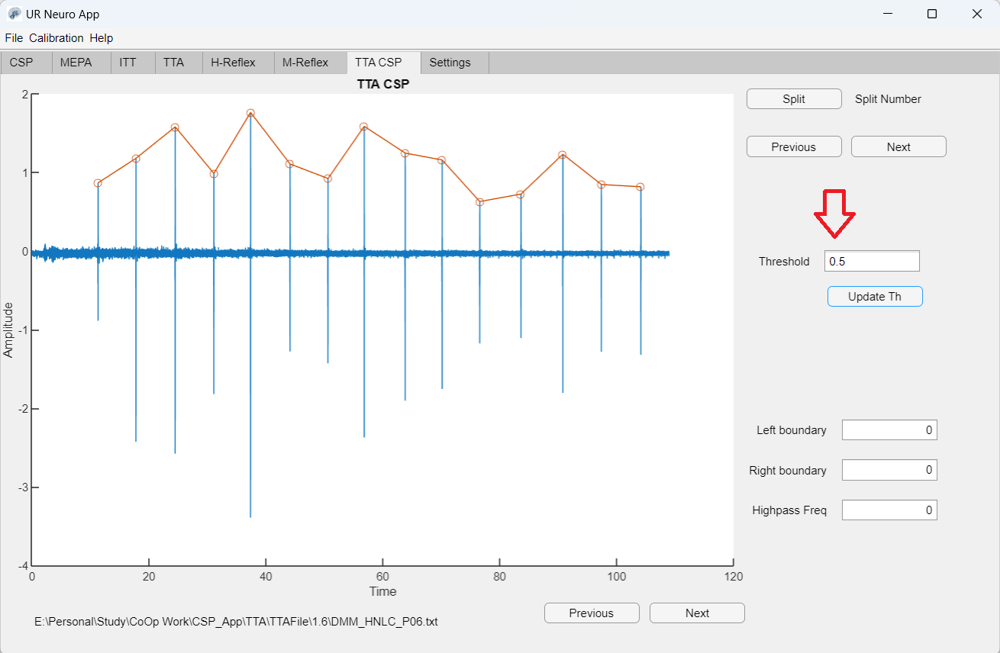 UR Neuro App
File Calibration Help
CSP MEPA ITT TTA H-Reflex M-Reflex TTA CSP Settings
TTA CSP
Split Split Number
Previous Next
Threshold 0.5
Update Th
Left boundary 0
Right boundary 0
Highpass Freq 0
2
1
0
-1
-2
-3
-4
Amplitude
0 20 40 60 80 100 120
Time
Previous Next
E:\Personal\Study\CoOp Work\CSP_App\TTA\TTAFile\1.6\DMM_HNLC_P06.txt